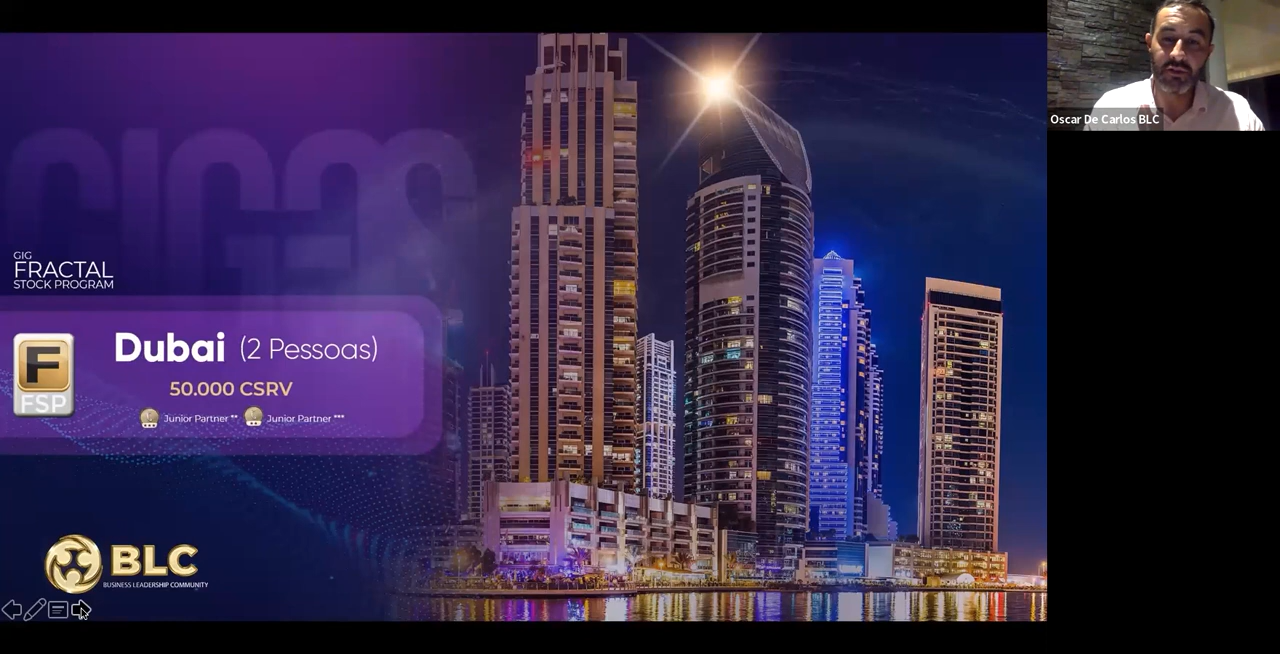 GIGOS
GIG
FRACTAL
STOCK PROGRAM
F
FSP
Dubai (2 Pessoas)
50.000 CSRV
Junior Partner ** Junior Partner ***
BLC
BUSINESS LEADERSHIP COMMUNITY
Oscar De Carlos BLC